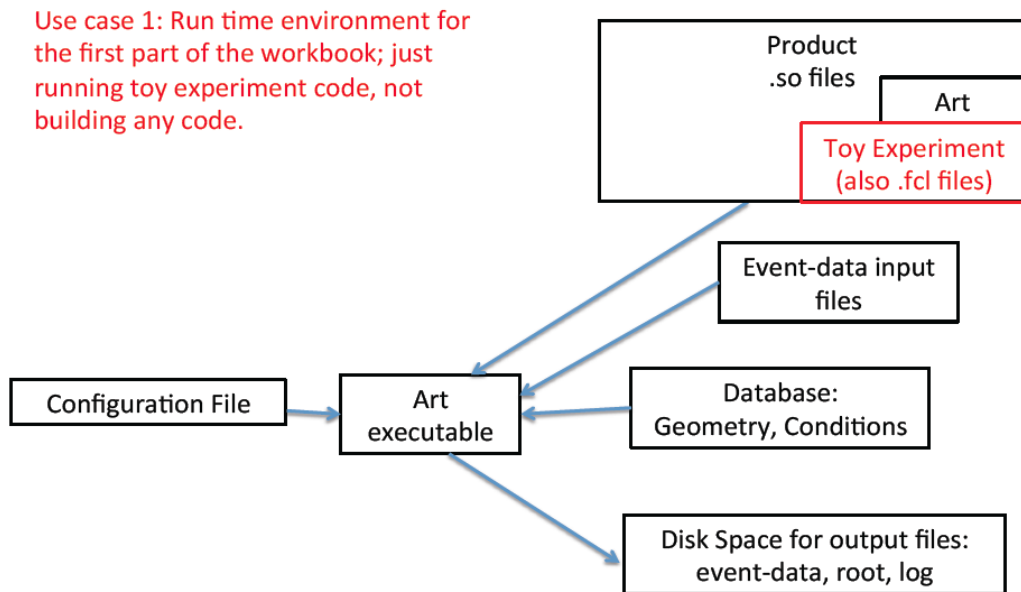 Use case 1: Run time environment for
the first part of the workbook; just
running toy experiment code, not
building any code.
Product
.so files
Art
Toy Experiment
(also .fcl files)
Event-data input
files
Configuration File
Art
executable
Database:
Geometry, Conditions
Disk Space for output files:
event-data, root, log